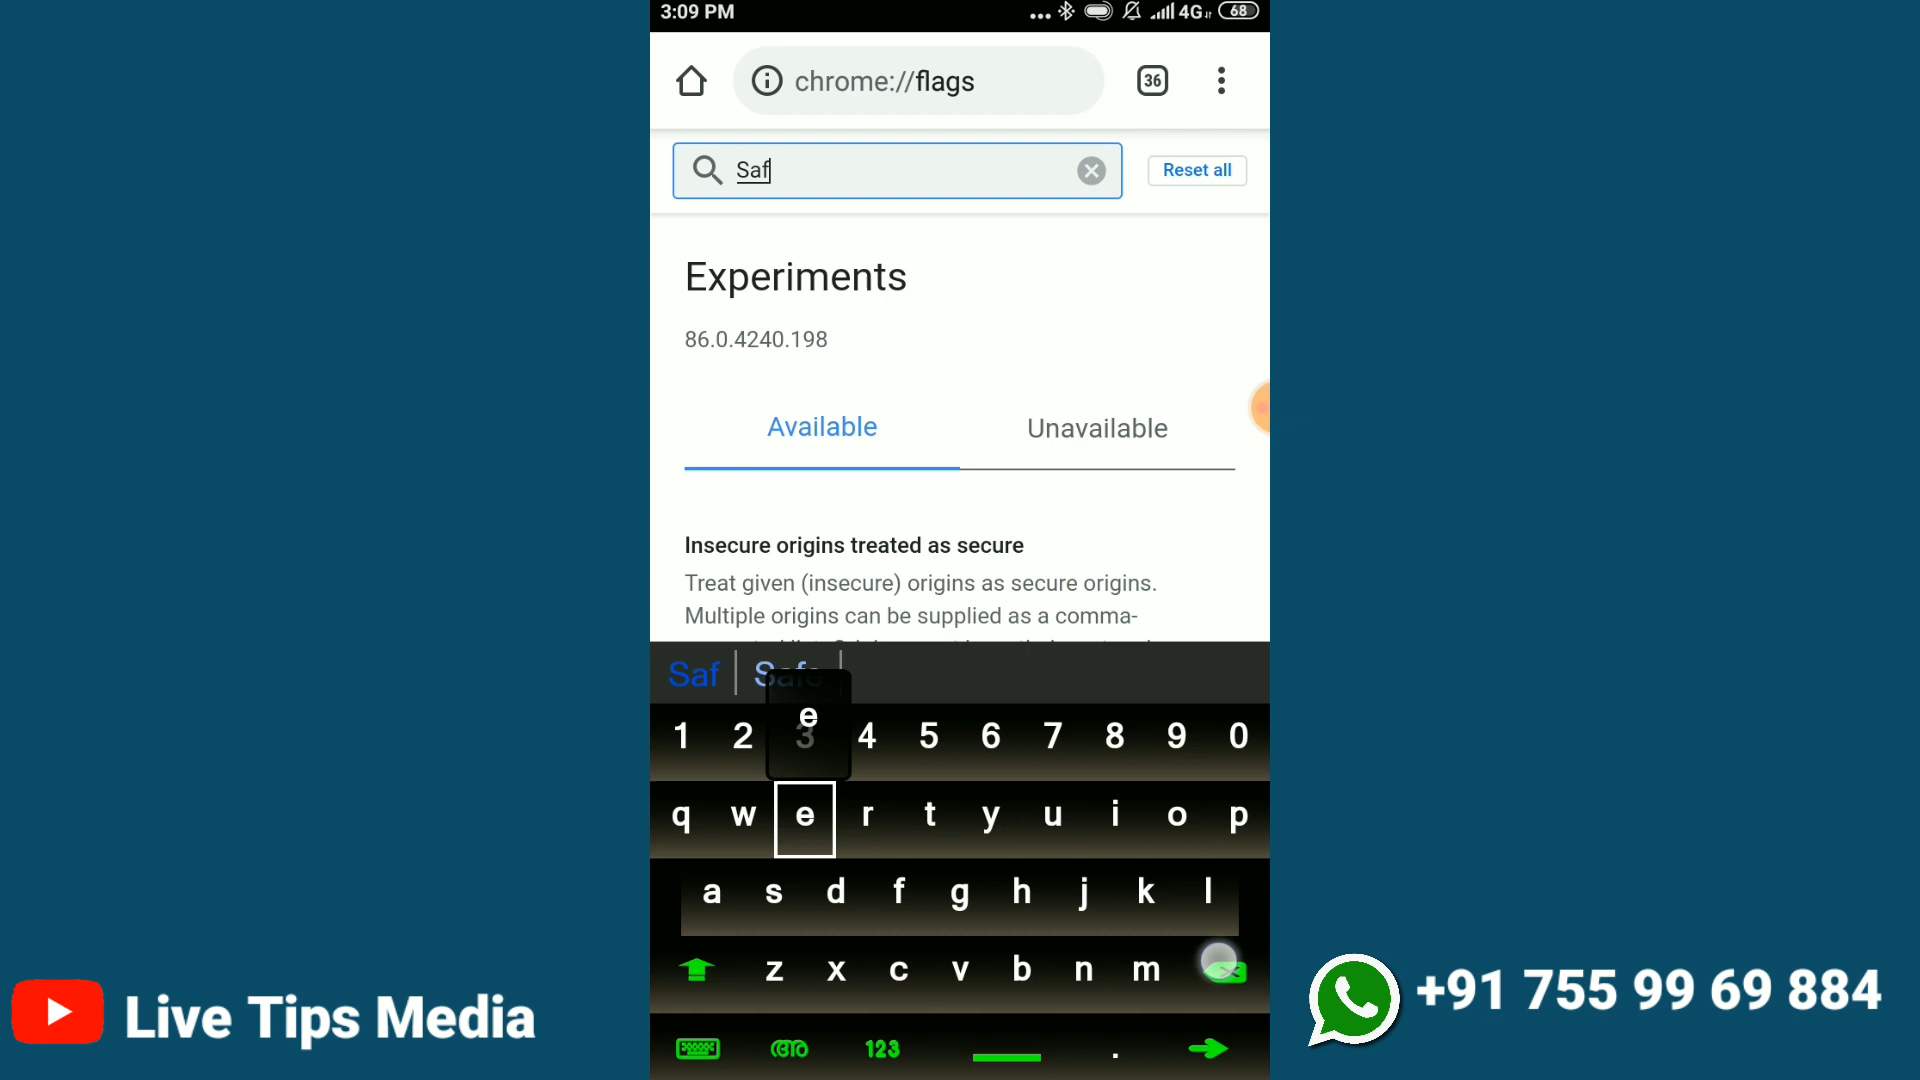 3:09 PM
4G 68
chrome://flags
36
Saf
Reset all
Experiments
86.0.4240.198
Available Unavailable
Insecure origins treated as secure
Treat given (insecure) origins as secure origins.
Multiple origins can be supplied as a comma-
Saf Safe
e
1 2 3 4 5 6 7 8 9 0
q w e r t y u i o p
a s d f g h j k l
z x c v b n m
അ 123 .
Live Tips Media
+91 755 99 69 884